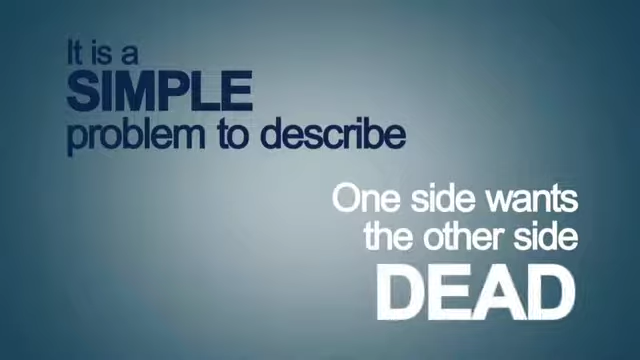 It is a
SIMPLE
problem to describe
One side wants
the other side
DEAD